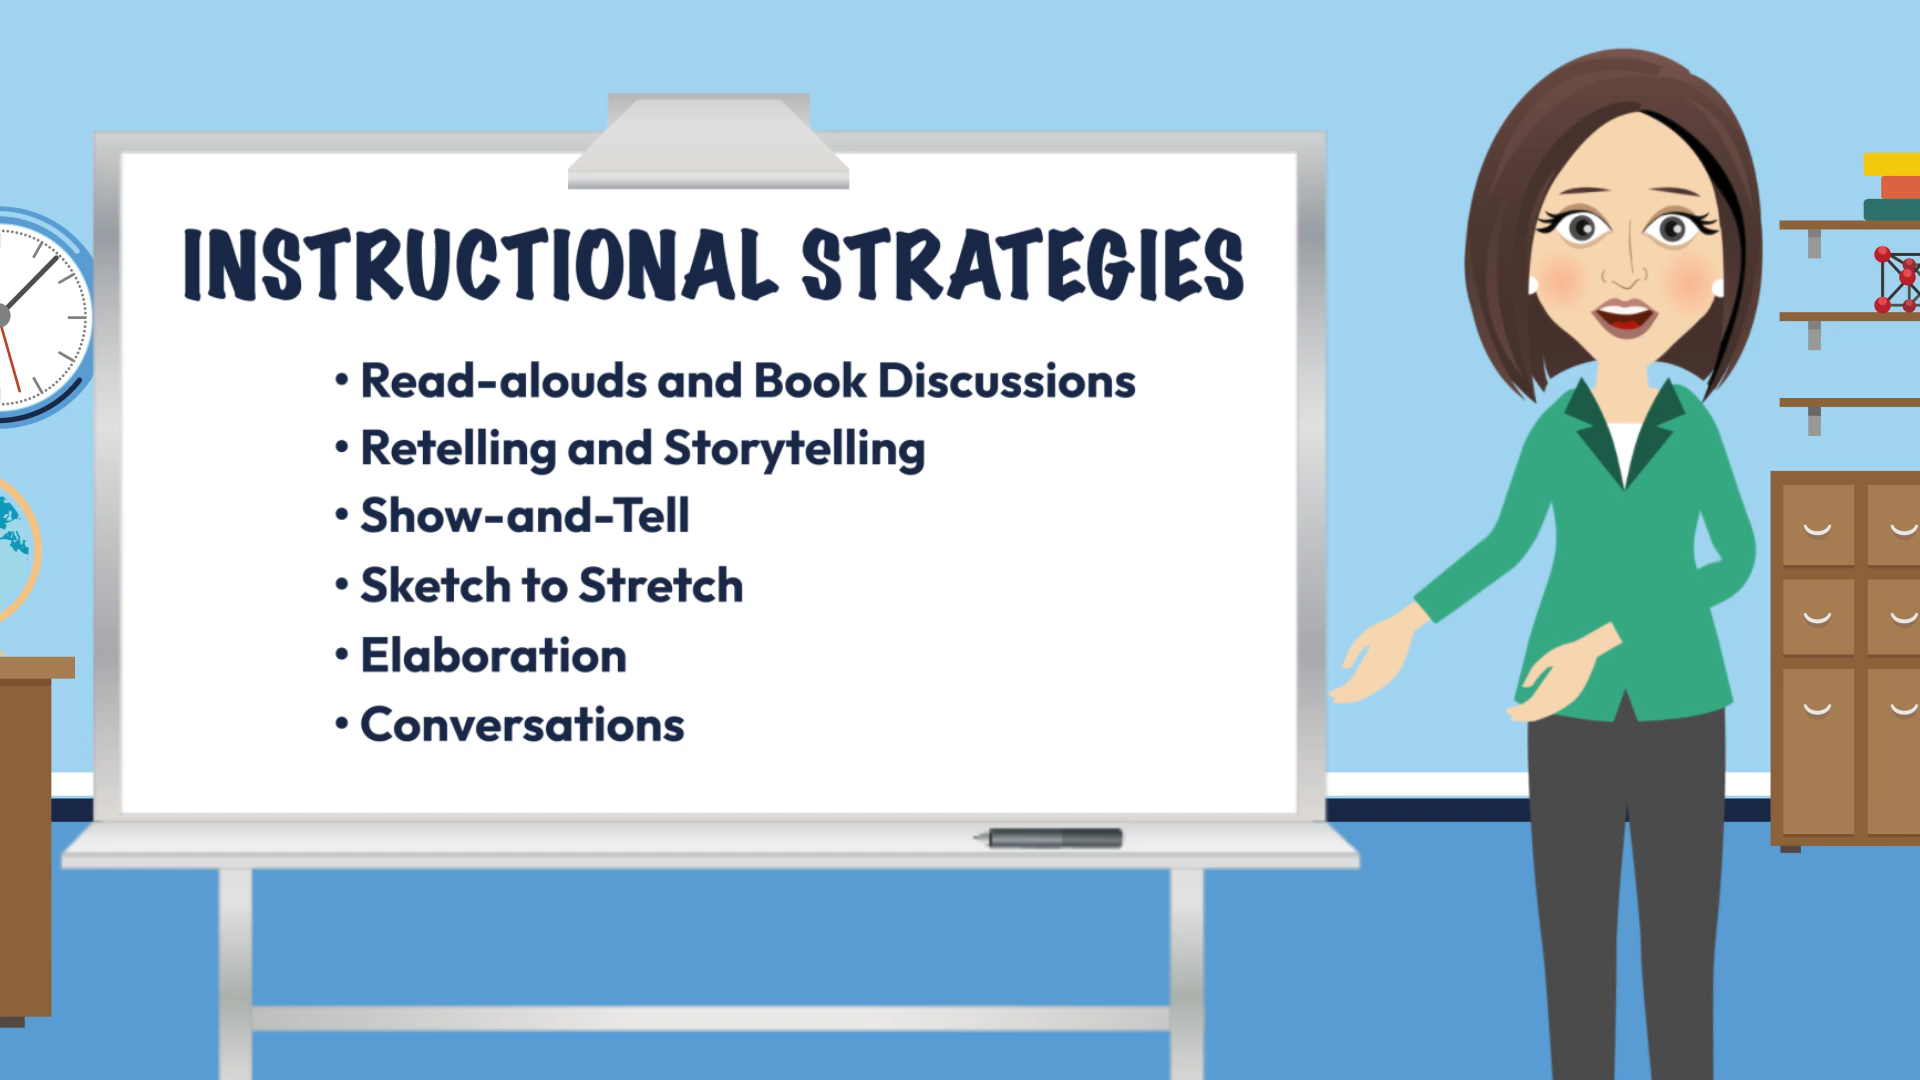 INSTRUCTIONAL STRATEGIES
• Read-alouds and Book Discussions
• Retelling and Storytelling
• Show-and-Tell
• Sketch to Stretch
• Elaboration
• Conversations